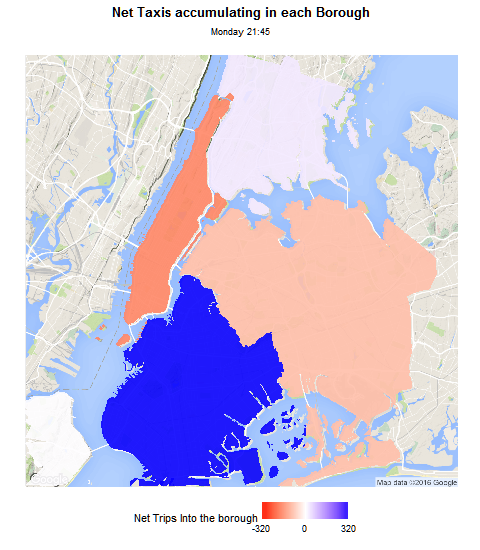 Net Taxis accumulating in each Borough
Monday 21:45
Google
Map data ©2016 Google
Net Trips Into the borough
-320 0 320